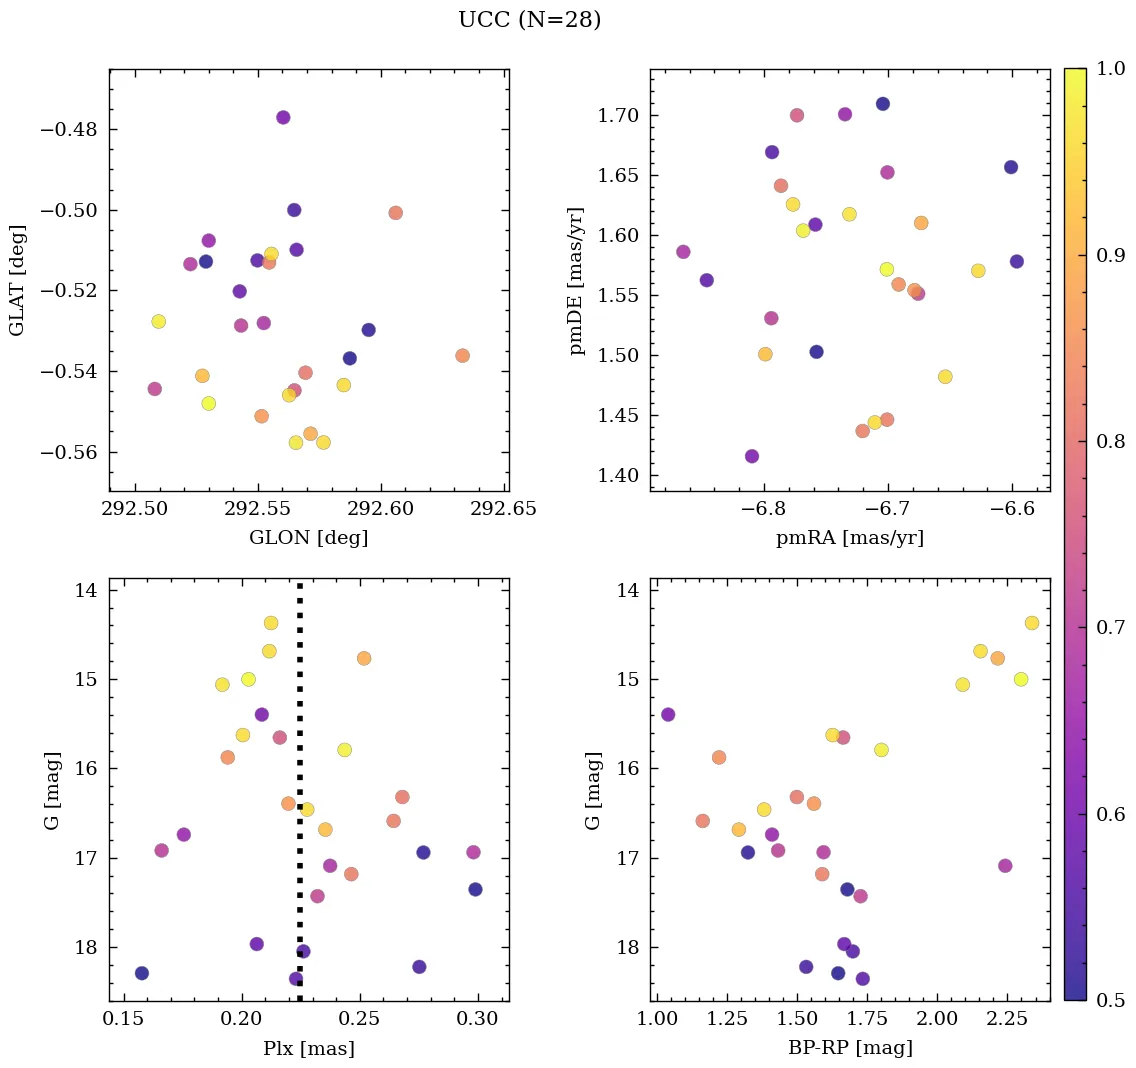 UCC (N=28)
−0.48
−0.50
−0.52
−0.54
−0.56
GLAT [deg]
292.50 292.55 292.60 292.65
GLON [deg]
1.70
1.65
1.60
1.55
1.50
1.45
1.40
pmDE [mas/yr]
−6.8 −6.7 −6.6
pmRA [mas/yr]
14
15
16
17
18
G [mag]
0.15 0.20 0.25 0.30
Plx [mas]
14
15
16
17
18
G [mag]
1.00 1.25 1.50 1.75 2.00 2.25
BP-RP [mag]
1.0
0.9
0.8
0.7
0.6
0.5